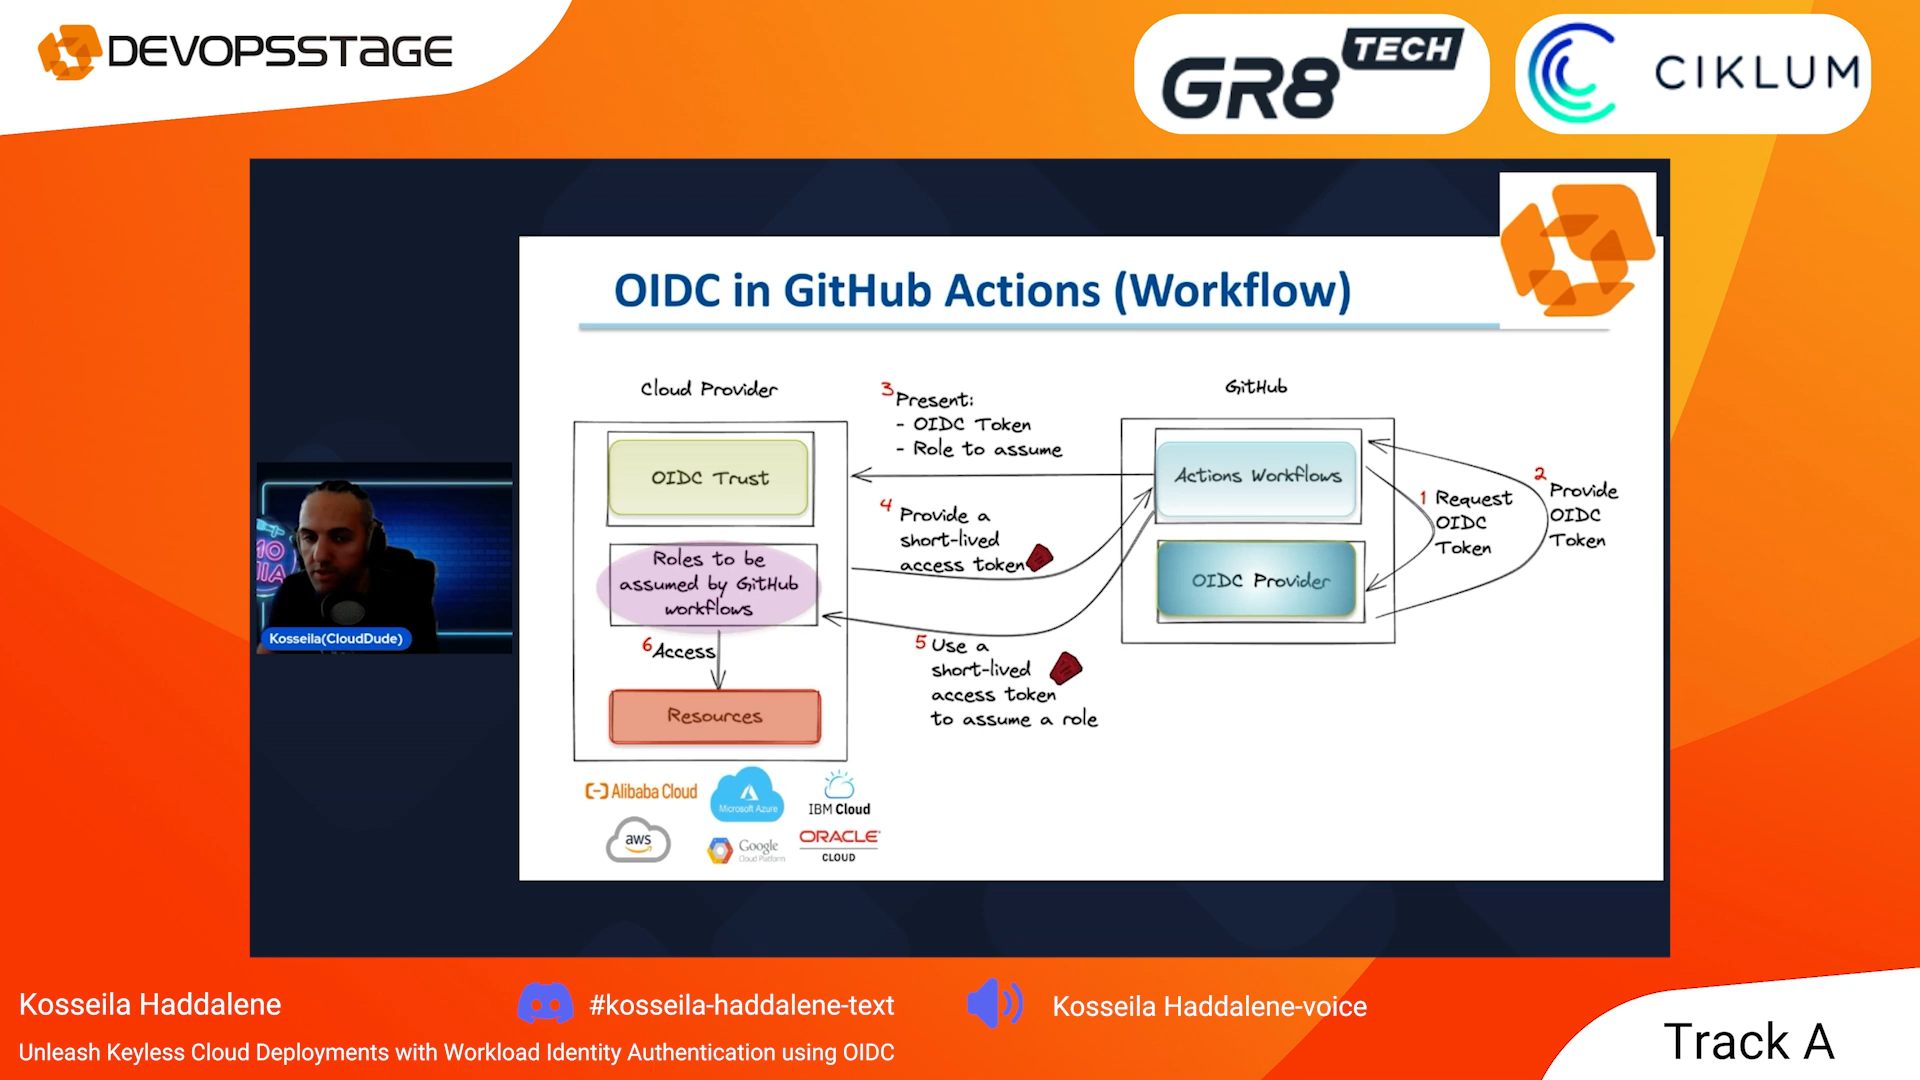 DEVOPSSTAGE
GR8 TECH
CIKLUM
OIDC in GitHub Actions (Workflow)
Cloud Provider
OIDC Trust
Roles to be
assumed by GitHub
workflows
6 Access
Resources
3 Present:
- OIDC Token
- Role to assume
4 Provide a
short-lived
access token
5 Use a
short-lived
access token
to assume a role
GitHub
Actions Workflows
OIDC Provider
1 Request
OIDC
Token
2 Provide
OIDC
Token
Alibaba Cloud
Microsoft Azure
IBM Cloud
aws
Google
Cloud Platform
ORACLE
CLOUD
Kosseila(CloudDude)
Kosseila Haddalene
#kosseila-haddalene-text
Kosseila Haddalene-voice
Unleash Keyless Cloud Deployments with Workload Identity Authentication using OIDC
Track A